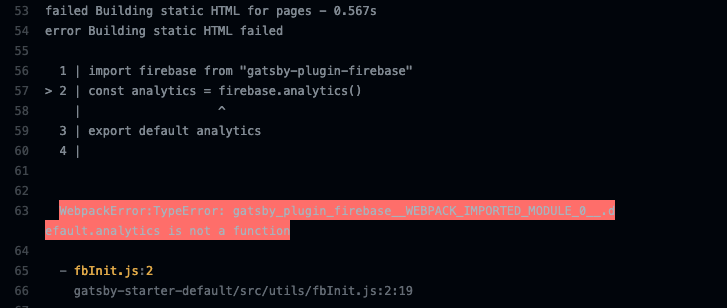 53 failed Building static HTML for pages - 0.567s
54 error Building static HTML failed
55
56 1 | import firebase from "gatsby-plugin-firebase"
57 > 2 | const analytics = firebase.analytics()
58 | ^
59 3 | export default analytics
60 4 |
61
62
63 WebpackError:TypeError: gatsby_plugin_firebase__WEBPACK_IMPORTED_MODULE_0__.d
efault.analytics is not a function
64
65 - fbInit.js:2
66 gatsby-starter-default/src/utils/fbInit.js:2:19
67